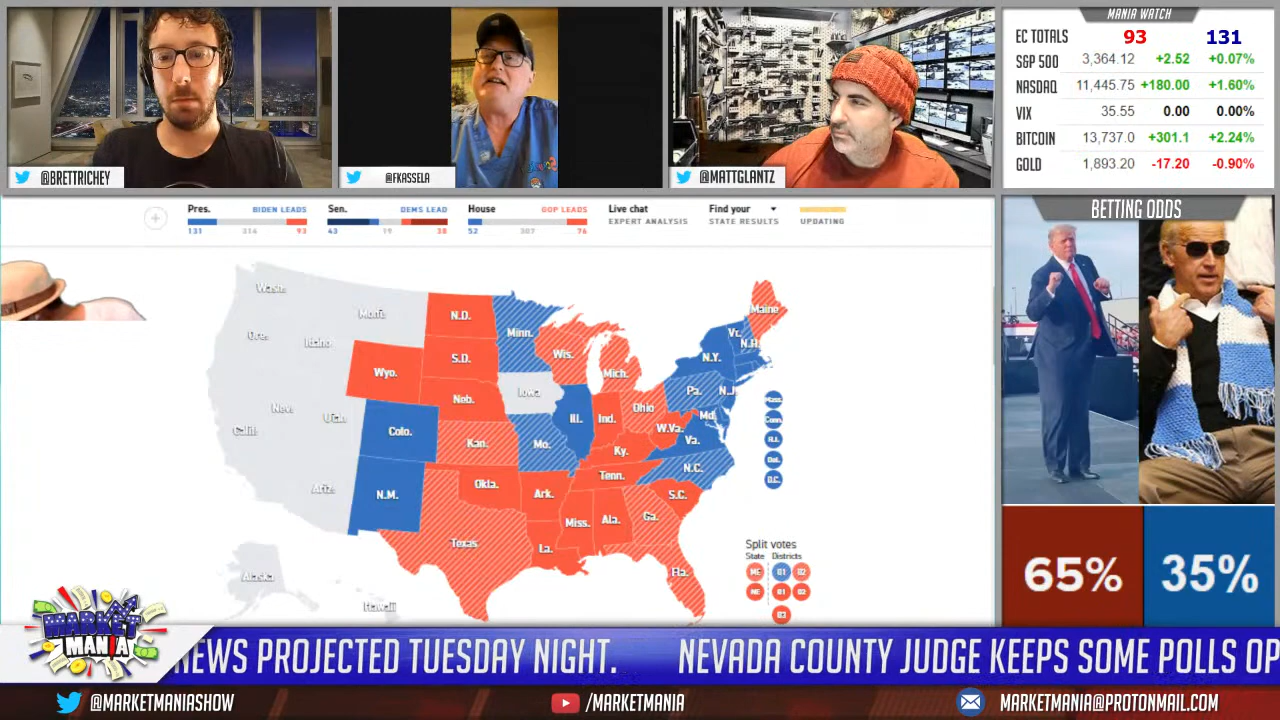 @BRETTRICHEY
@FKASSELA
@MATTGLANTZ
MANIA WATCH
EC TOTALS 93 131
S&P 500 3,364.12 +2.52 +0.07%
NASDAQ 11,445.75 +180.00 +1.60%
VIX 35.55 0.00 0.00%
BITCOIN 13,737.0 +301.1 +2.24%
GOLD 1,893.20 -17.20 -0.90%
Pres. BIDEN LEADS
131 314 93
Sen. DEMS LEAD
43 19 38
House GOP LEADS
52 307 76
Live chat
EXPERT ANALYSIS
Find your
STATE RESULTS
UPDATING
BETTING ODDS
65% 35%
Wash.
Mont.
Ore.
Idaho
N.D.
Minn.
Maine
Vt.
N.H.
Wyo.
S.D.
Wis.
Mich.
N.Y.
Nev.
Utah
Neb.
Iowa
Pa.
N.J.
Mass.
Calif.
Colo.
Kan.
Mo.
Ill.
Ind.
Ohio
W.Va.
Md.
Va.
Conn.
R.I.
Del.
D.C.
Ariz.
N.M.
Okla.
Ark.
Ky.
Tenn.
N.C.
S.C.
Texas
La.
Miss.
Ala.
Ga.
Fla.
Alaska
Hawaii
Split votes
State Districts
ME 01 02
NE 01 02
03
MARKET
MANIA
NEWS PROJECTED TUESDAY NIGHT. NEVADA COUNTY JUDGE KEEPS SOME POLLS OP
@MARKETMANIASHOW
/MARKETMANIA
MARKETMANIA@PROTONMAIL.COM